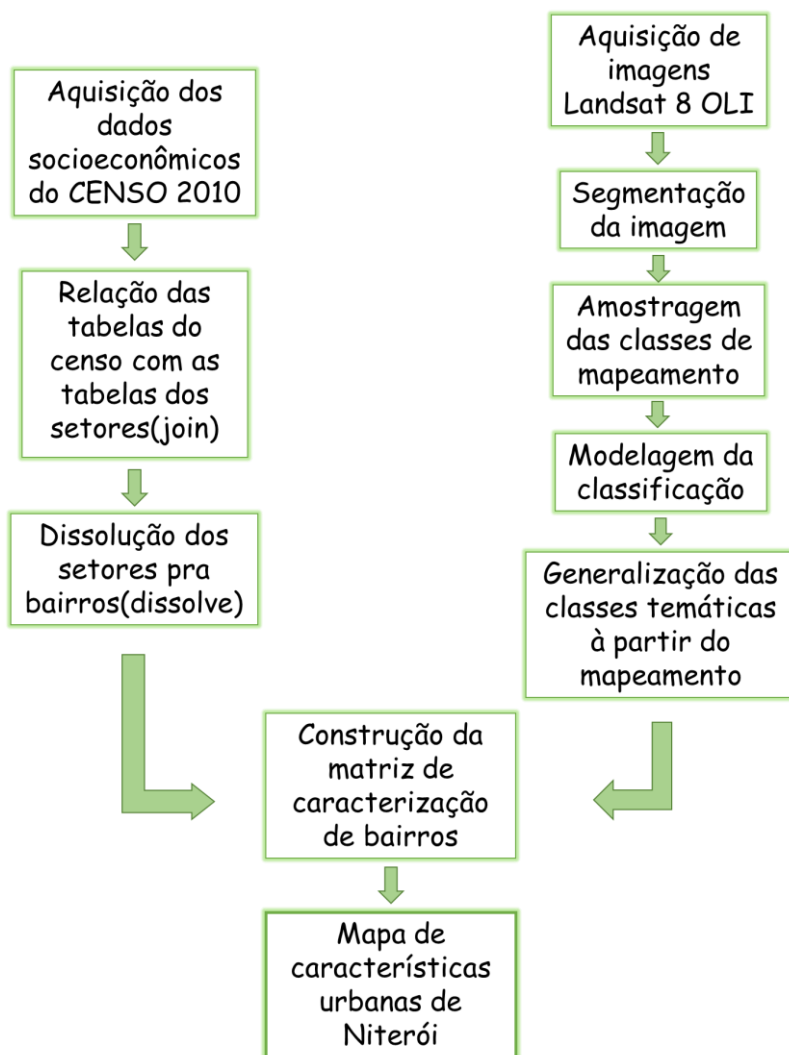 Aquisição dos
dados
socioeconômicos
do CENSO 2010
Relação das
tabelas do
censo com as
tabelas dos
setores(join)
Dissolução dos
setores pra
bairros(dissolve)
Aquisição de
imagens
Landsat 8 OLI
Segmentação
da imagem
Amostragem
das classes de
mapeamento
Modelagem da
classificação
Generalização das
classes temáticas
à partir do
mapeamento
Construção da
matriz de
caracterização
de bairros
Mapa de
características
urbanas de
Niterói